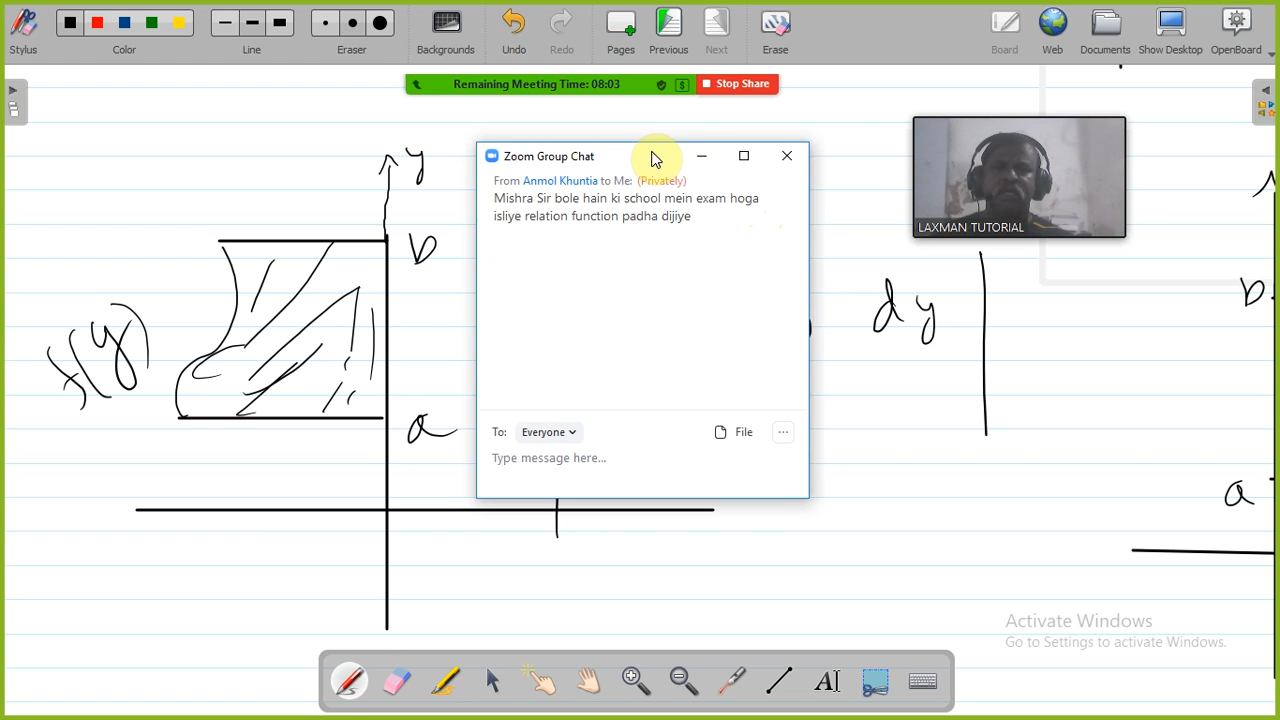 Stylus
Color
Line
Eraser
Backgrounds
Undo
Redo
Pages
Previous
Next
Erase
Board
Web
Documents
Show Desktop
OpenBoard
Remaining Meeting Time: 08:03
$
Stop Share
Zoom Group Chat
From Anmol Khuntia to Me: (Privately)
Mishra Sir bole hain ki school mein exam hoga
isliye relation function padha dijiye
To: Everyone
File
Type message here...
LAXMAN TUTORIAL
y
b
f(y)
a
dy
b
a
Activate Windows
Go to Settings to activate Windows.
AI